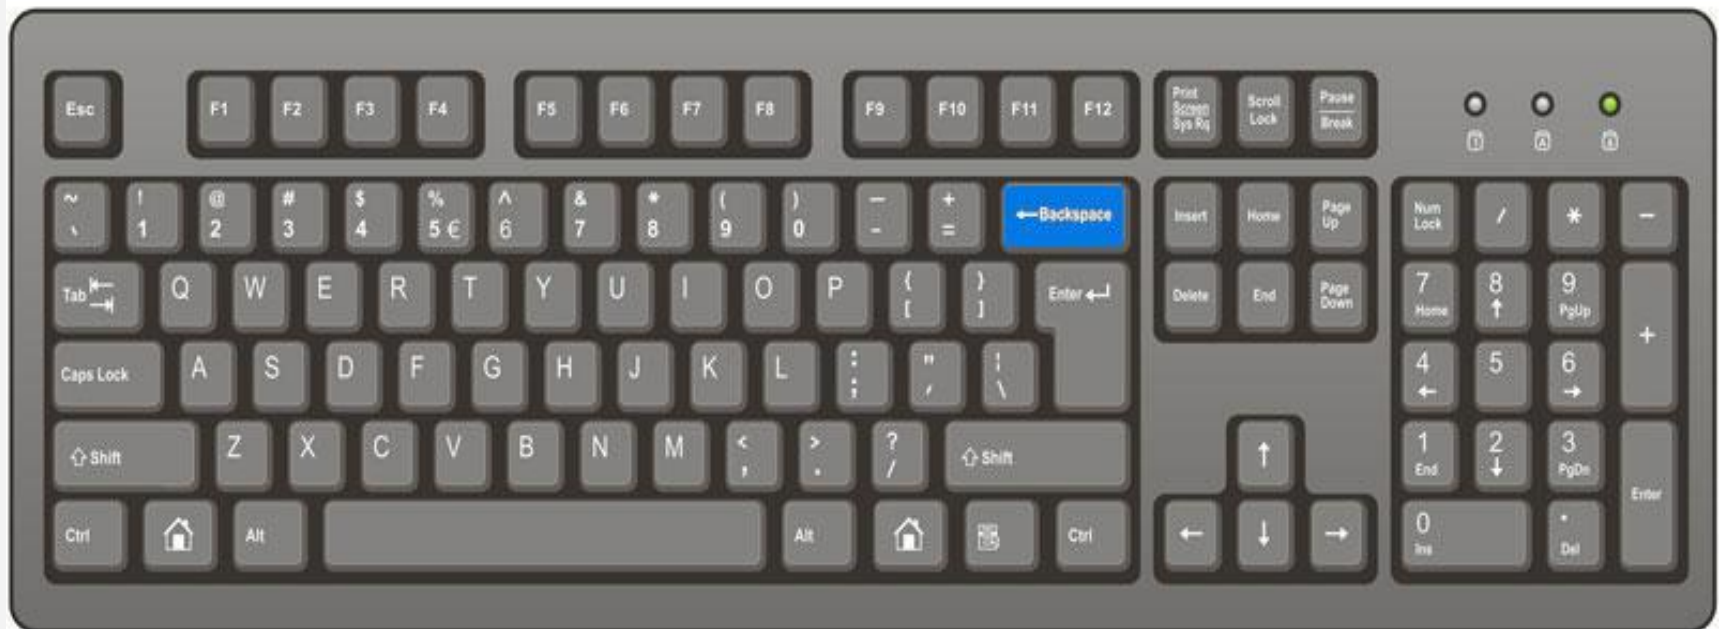 Esc F1 F2 F3 F4 F5 F6 F7 F8 F9 F10 F11 F12
Print
Screen
Sys Rq
Scroll
Lock
Pause
Break
~ ! @ # $ % ^ & * ( ) — +
` 1 2 3 4 5 € 6 7 8 9 0 - =
←Backspace
Insert Home
Page
Up
Num
Lock
/ * −
Tab Q W E R T Y U I O P
{ }
[ ]
Enter
Delete End
Page
Down
7 8 9
Home ↑ PgUp
+
Caps Lock A S D F G H J K L
: " ¦
; ' \
4 5 6
← →
⇧ Shift Z X C V B N M
< > ?
, . /
⇧ Shift
↑
1 2 3
End ↓ PgDn
Enter
Ctrl Alt Alt Ctrl
← ↓ →
0 .
Ins Del